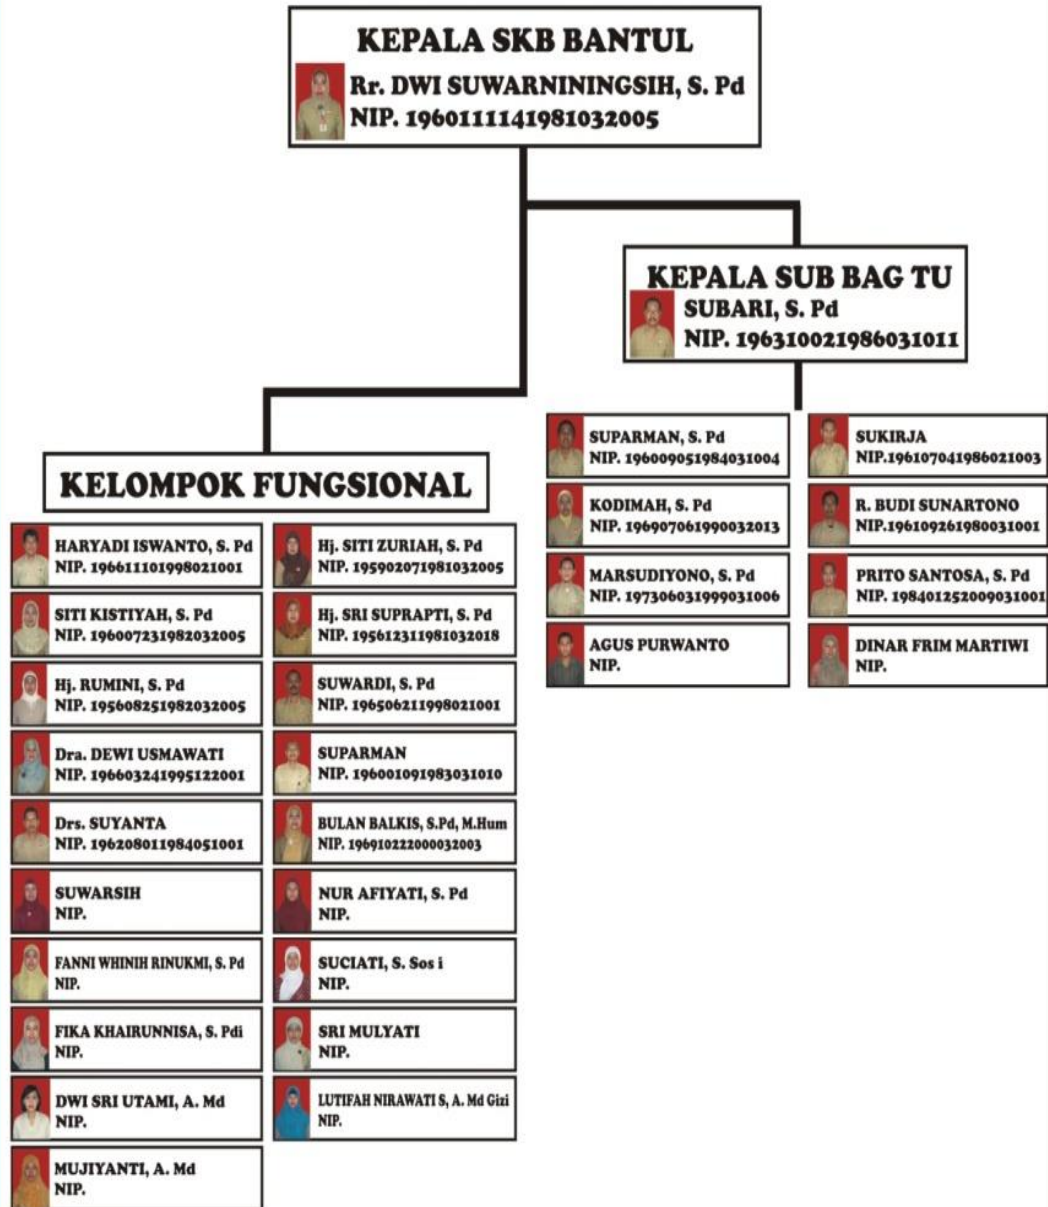 KEPALA SKB BANTUL
Rr. DWI SUWARNININGSIH, S. Pd
NIP. 1960111141981032005
KEPALA SUB BAG TU
SUBARI, S. Pd
NIP. 196310021986031011
SUPARMAN, S. Pd
NIP. 196009051984031004
SUKIRJA
NIP.196107041986021003
KODIMAH, S. Pd
NIP. 196907061990032013
R. BUDI SUNARTONO
NIP.196109261980031001
MARSUDIYONO, S. Pd
NIP. 197306031999031006
PRITO SANTOSA, S. Pd
NIP. 198401252009031001
AGUS PURWANTO
NIP.
DINAR FRIM MARTIWI
NIP.
KELOMPOK FUNGSIONAL
HARYADI ISWANTO, S. Pd
NIP. 196611101998021001
Hj. SITI ZURIAH, S. Pd
NIP. 195902071981032005
SITI KISTIYAH, S. Pd
NIP. 196007231982032005
Hj. SRI SUPRAPTI, S. Pd
NIP. 195612311981032018
Hj. RUMINI, S. Pd
NIP. 195608251982032005
SUWARDI, S. Pd
NIP. 196506211998021001
Dra. DEWI USMAWATI
NIP. 196603241995122001
SUPARMAN
NIP. 196001091983031010
Drs. SUYANTA
NIP. 196208011984051001
BULAN BALKIS, S.Pd, M.Hum
NIP. 196910222000032003
SUWARSIH
NIP.
NUR AFIYATI, S. Pd
NIP.
FANNI WHINIH RINUKMI, S. Pd
NIP.
SUCIATI, S. Sos i
NIP.
FIKA KHAIRUNNISA, S. Pdi
NIP.
SRI MULYATI
NIP.
DWI SRI UTAMI, A. Md
NIP.
LUTIFAH NIRAWATI S, A. Md Gizi
NIP.
MUJIYANTI, A. Md
NIP.